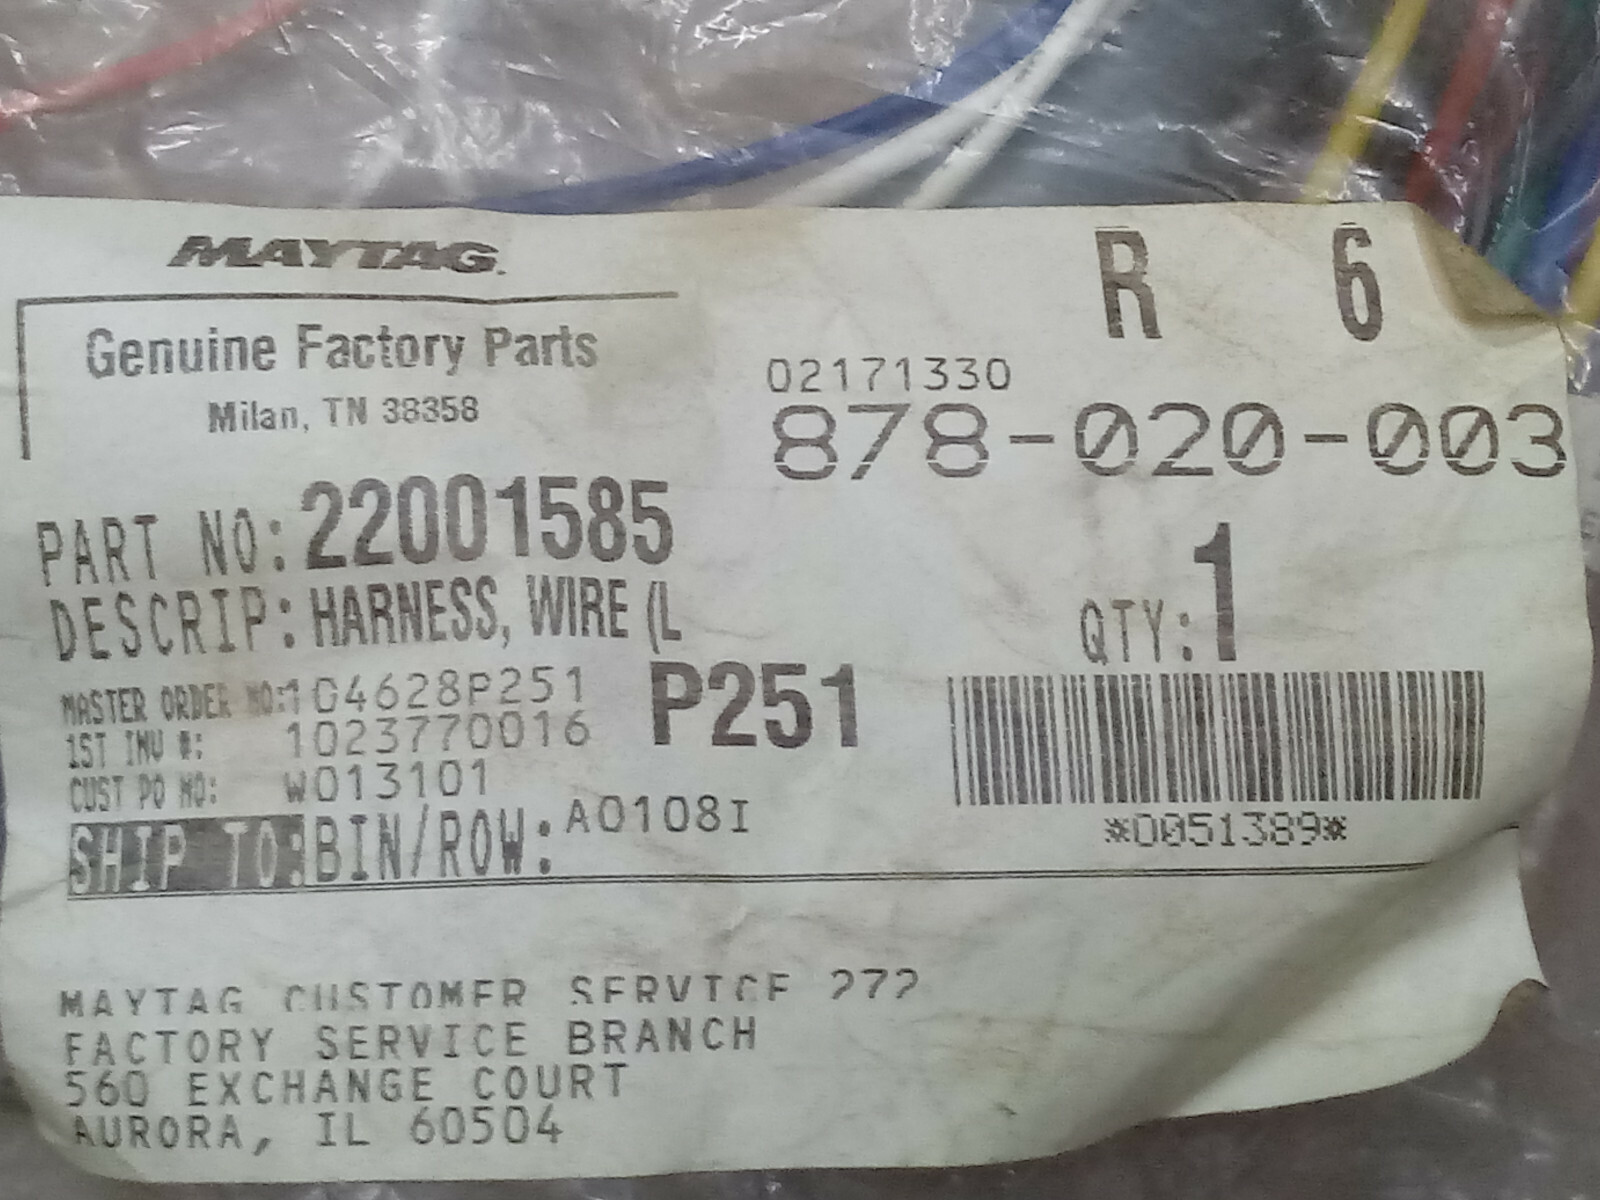 MAYTAG.
R 6
Genuine Factory Parts
Milan, TN 38358
02171330
878-020-003
PART NO: 22001585
DESCRIP: HARNESS, WIRE (L
QTY: 1
MASTER ORDER NO: 104628P251
P251
1ST INV #: 1023770016
CUST PO NO: W013101
SHIP TO: BIN/ROW: A0108I
*0051389*
MAYTAG CUSTOMER SERVICE 272
FACTORY SERVICE BRANCH
560 EXCHANGE COURT
AURORA, IL 60504